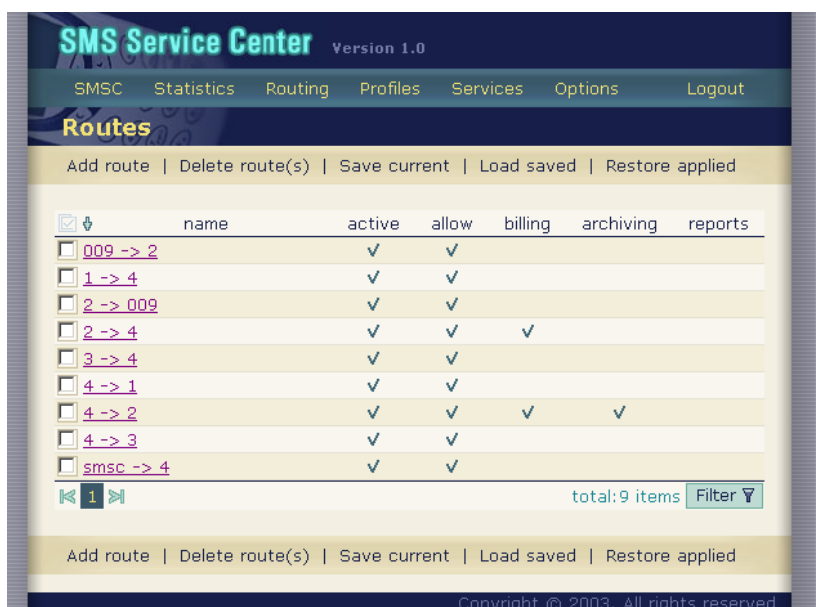 SMS Service Center Version 1.0
SMSC Statistics Routing Profiles Services Options Logout
Routes
Add route | Delete route(s) | Save current | Load saved | Restore applied
name active allow billing archiving reports
009 -> 2
1 -> 4
2 -> 009
2 -> 4
3 -> 4
4 -> 1
4 -> 2
4 -> 3
smsc -> 4
1 total:9 items Filter
Add route | Delete route(s) | Save current | Load saved | Restore applied
Copyright © 2003. All rights reserved